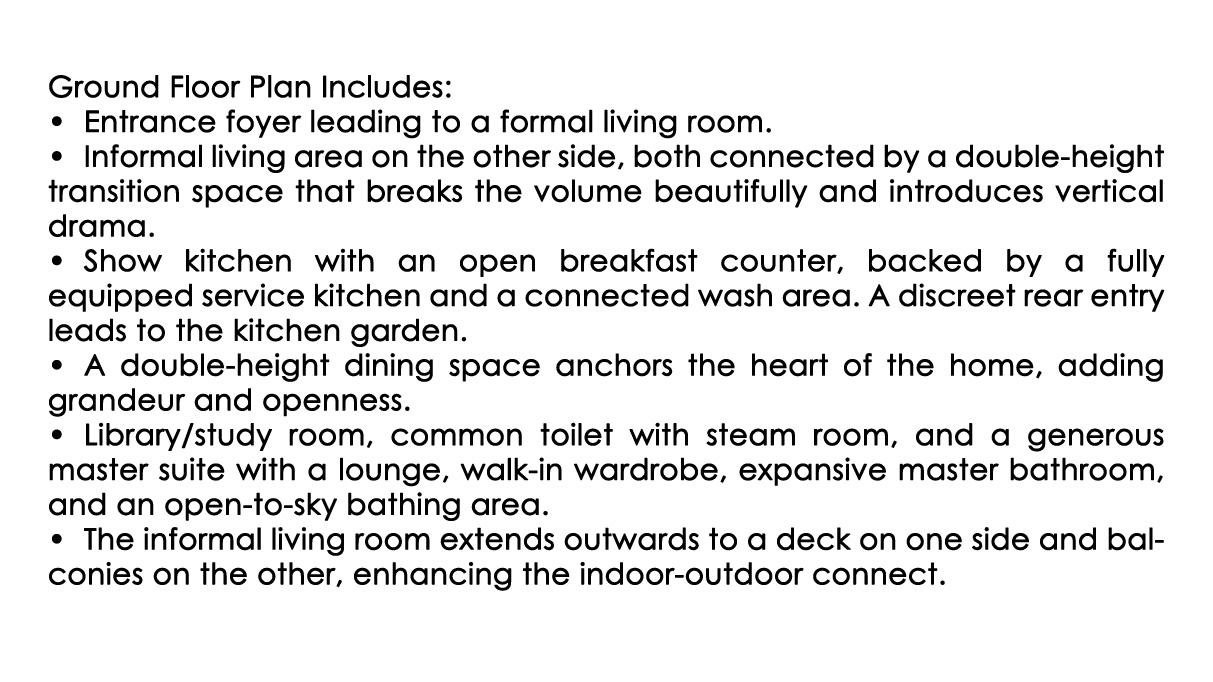 Ground Floor Plan Includes:
• Entrance foyer leading to a formal living room.
• Informal living area on the other side, both connected by a double-height
transition space that breaks the volume beautifully and introduces vertical
drama.
• Show kitchen with an open breakfast counter, backed by a fully
equipped service kitchen and a connected wash area. A discreet rear entry
leads to the kitchen garden.
• A double-height dining space anchors the heart of the home, adding
grandeur and openness.
• Library/study room, common toilet with steam room, and a generous
master suite with a lounge, walk-in wardrobe, expansive master bathroom,
and an open-to-sky bathing area.
• The informal living room extends outwards to a deck on one side and bal-
conies on the other, enhancing the indoor-outdoor connect.